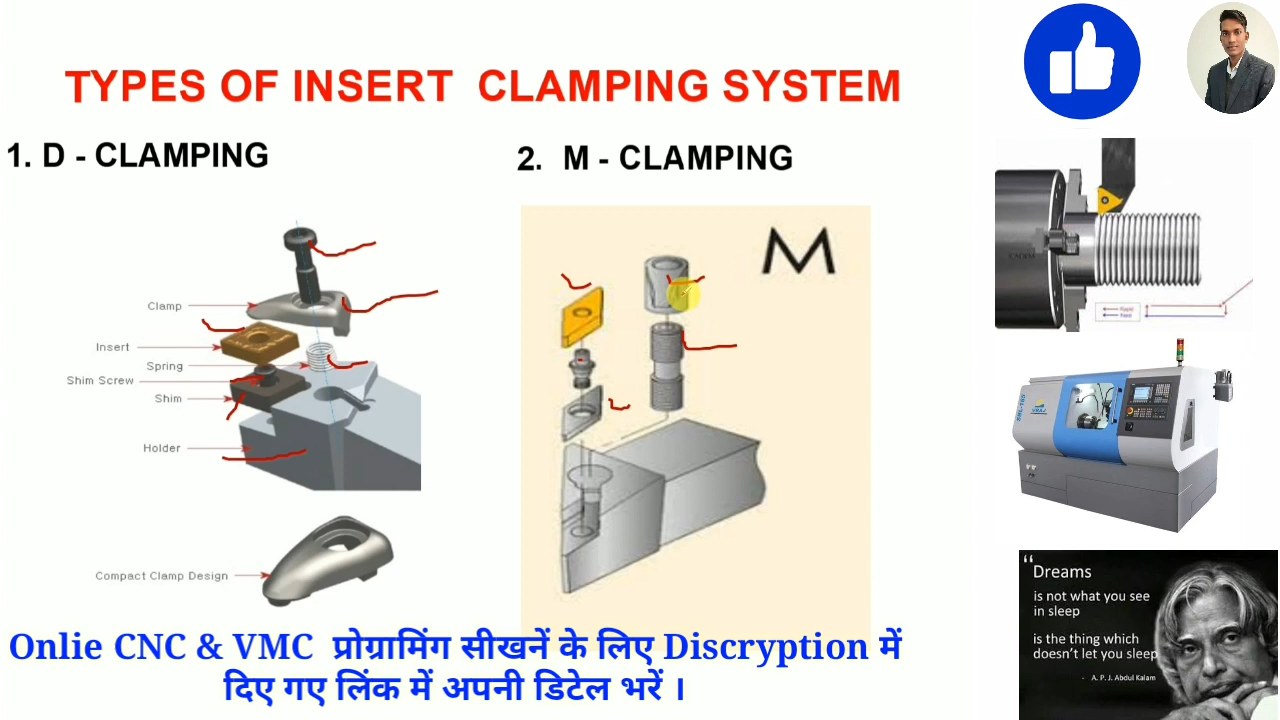 TYPES OF INSERT CLAMPING SYSTEM
1. D - CLAMPING
2. M - CLAMPING
Clamp
Insert
Spring
Shim Screw
Shim
Holder
Compact Clamp Design
M
Rapid
Feed
“Dreams
is not what you see
in sleep
is the thing which
doesn't let you sleep
- A. P. J. Abdul Kalam
Onlie CNC & VMC प्रोग्रामिंग सीखनें के लिए Discryption में
दिए गए लिंक में अपनी डिटेल भरें ।